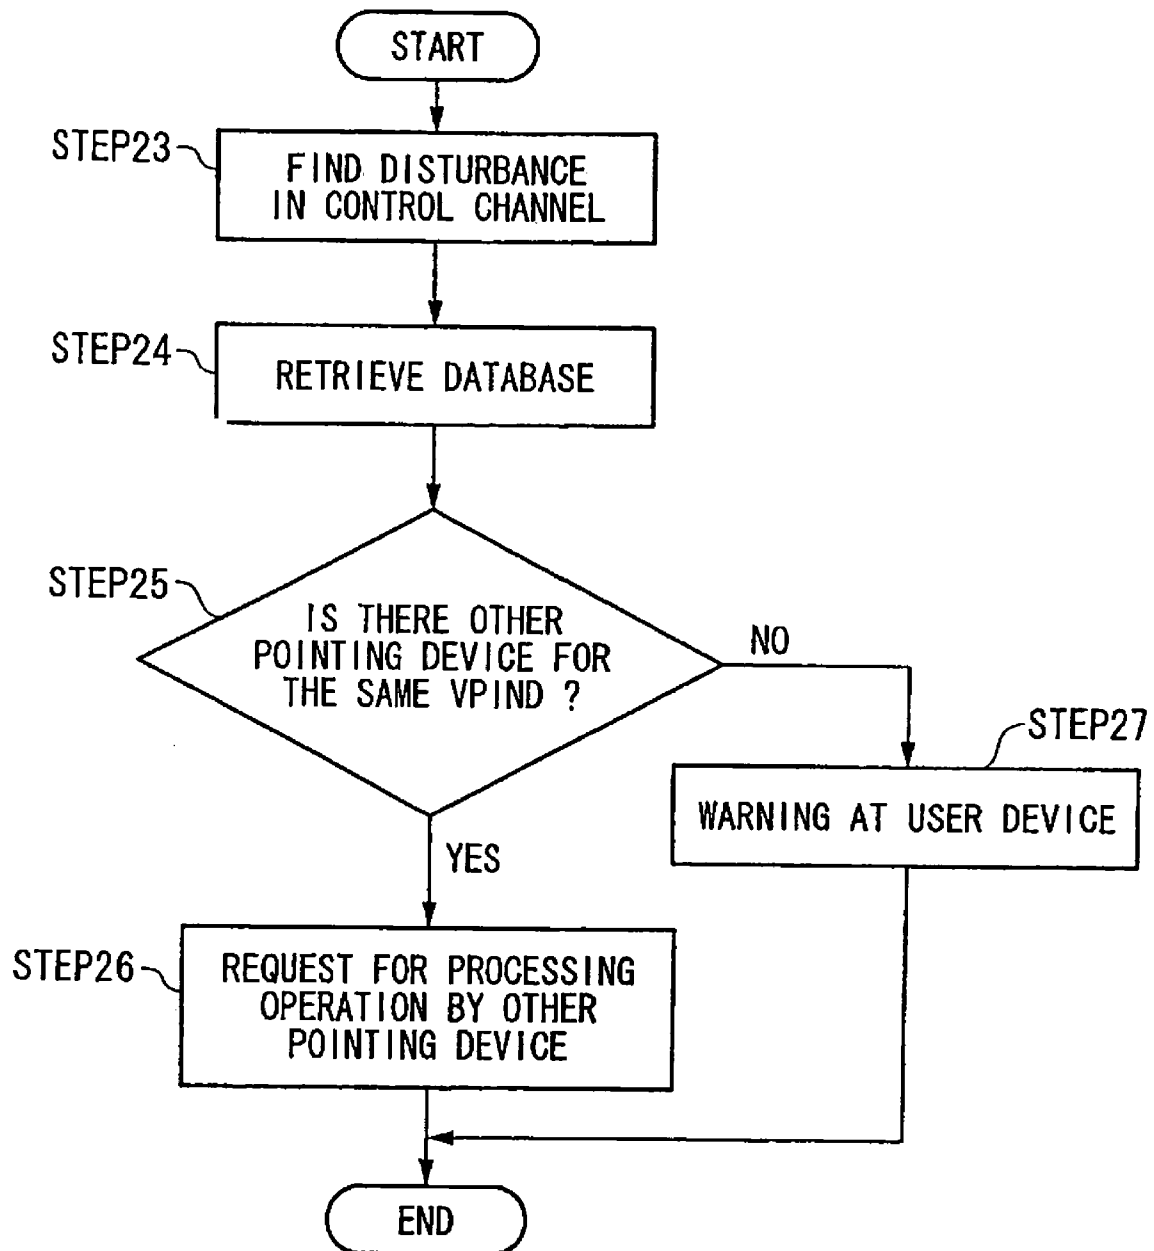 START
STEP23
FIND DISTURBANCE
IN CONTROL CHANNEL
STEP24
RETRIEVE DATABASE
STEP25
IS THERE OTHER
POINTING DEVICE FOR
THE SAME VPIND ?
NO
STEP27
WARNING AT USER DEVICE
YES
STEP26
REQUEST FOR PROCESSING
OPERATION BY OTHER
POINTING DEVICE
END